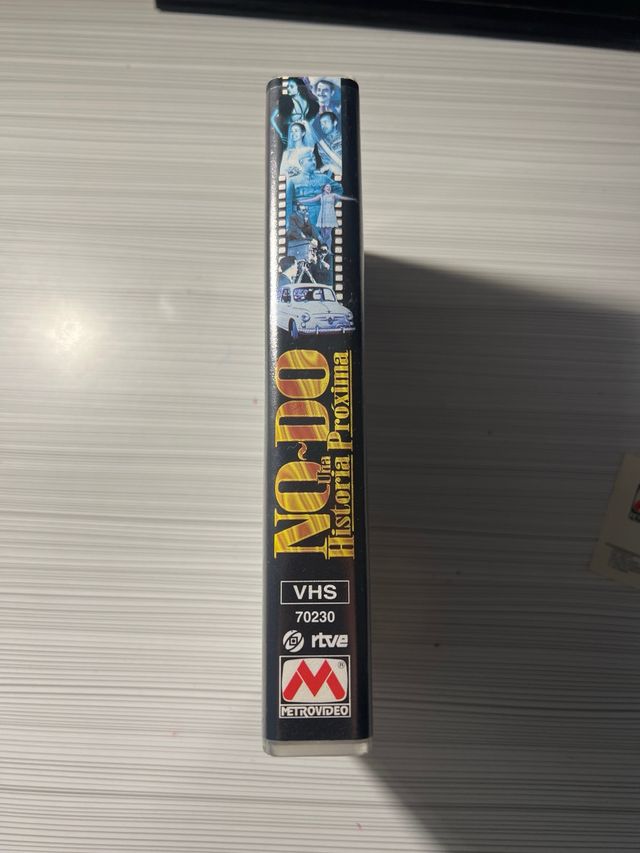 NO~DO
Una
Historia Próxima
VHS
70230
rtve
M®
METROVIDEO